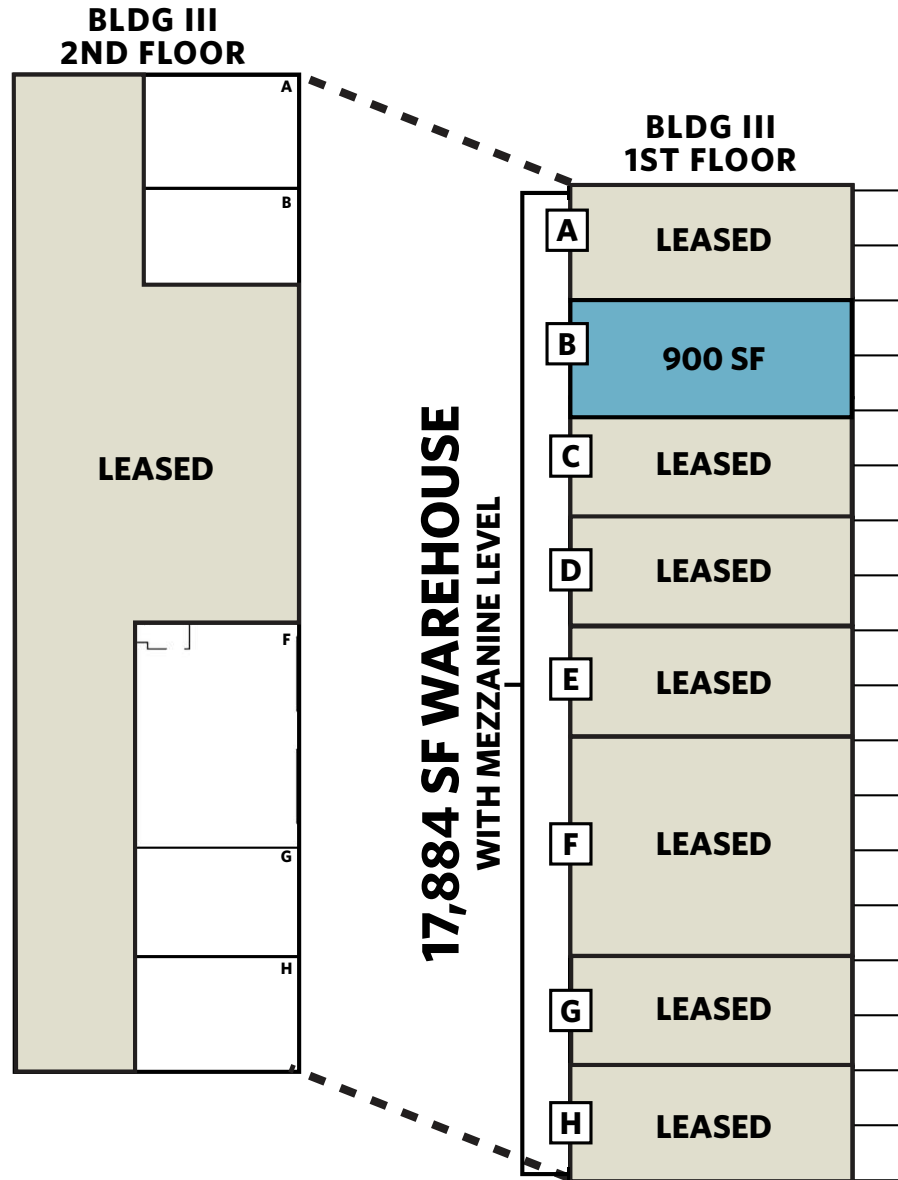 BLDG III
2ND FLOOR
A
B
LEASED
F
G
H
17,884 SF WAREHOUSE
WITH MEZZANINE LEVEL
BLDG III
1ST FLOOR
A
LEASED
B
900 SF
C
LEASED
D
LEASED
E
LEASED
F
LEASED
G
LEASED
H
LEASED